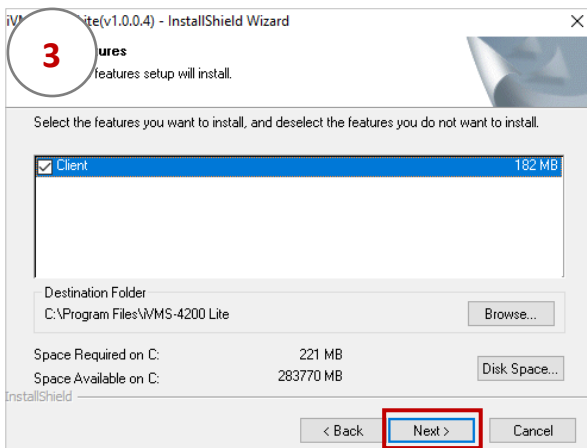 iVM ite(v1.0.0.4) - InstallShield Wizard
3
ures
features setup will install.
Select the features you want to install, and deselect the features you do not want to install.
Client 182 MB
Destination Folder
C:\Program Files\iVMS-4200 Lite
Browse...
Space Required on C: 221 MB
Space Available on C: 283770 MB
Disk Space...
InstallShield
< Back Next > Cancel